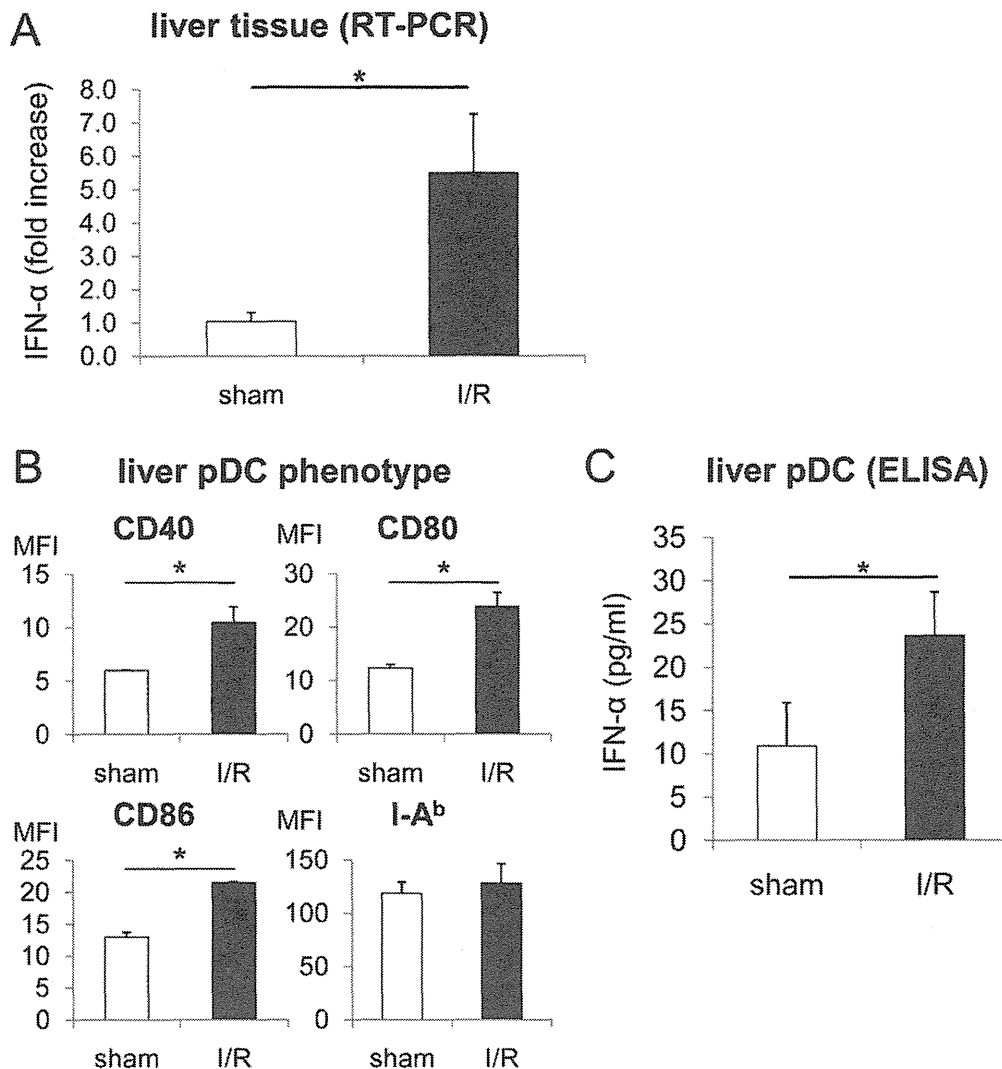 A liver tissue (RT-PCR)
*
IFN-α (fold increase)
8.0
7.0
6.0
5.0
4.0
3.0
2.0
1.0
0.0
sham I/R
B liver pDC phenotype
MFI CD40
*
15
10
5
0
sham I/R
MFI CD80
*
30
20
10
0
sham I/R
MFI CD86
*
25
20
15
10
5
0
sham I/R
MFI I-Aᵇ
150
100
50
0
sham I/R
C liver pDC (ELISA)
*
IFN-α (pg/ml)
35
30
25
20
15
10
5
0
sham I/R